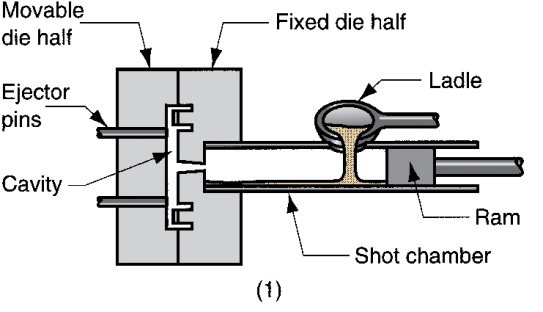 Movable
die half
Fixed die half
Ladle
Ejector
pins
Cavity
Ram
Shot chamber
(1)